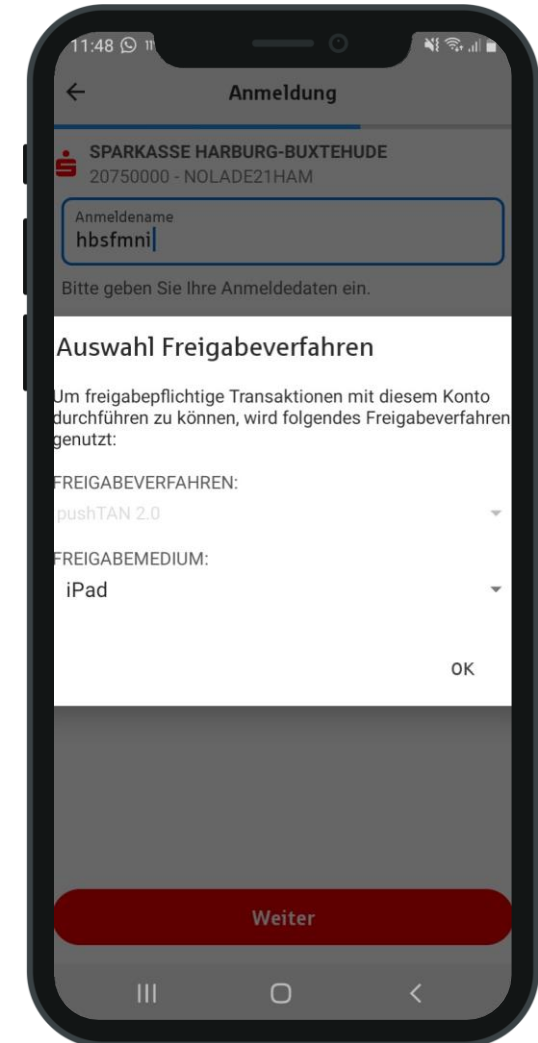 11:48
Anmeldung
SPARKASSE HARBURG-BUXTEHUDE
20750000 - NOLADE21HAM
Anmeldename
hbsfmni
Bitte geben Sie Ihre Anmeldedaten ein.
Auswahl Freigabeverfahren
Um freigabepflichtige Transaktionen mit diesem Konto
durchführen zu können, wird folgendes Freigabeverfahren
genutzt:
FREIGABEVERFAHREN:
pushTAN 2.0
FREIGABEMEDIUM:
iPad
OK
Weiter